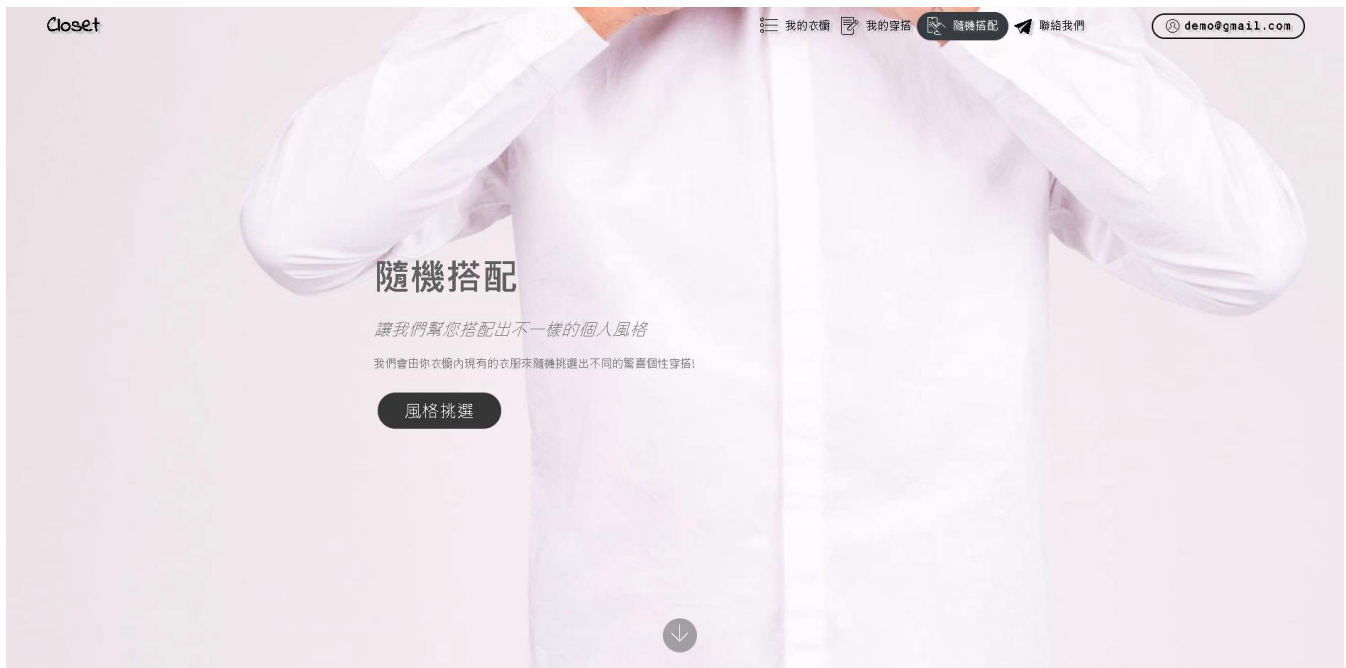 Closet
我的衣櫥
我的穿搭
隨機搭配
聯絡我們
demo@gmail.com
隨機搭配
讓我們幫您搭配出不一樣的個人風格
我們會由你衣櫥內現有的衣服來隨機挑選出不同的驚喜個性穿搭!
風格挑選